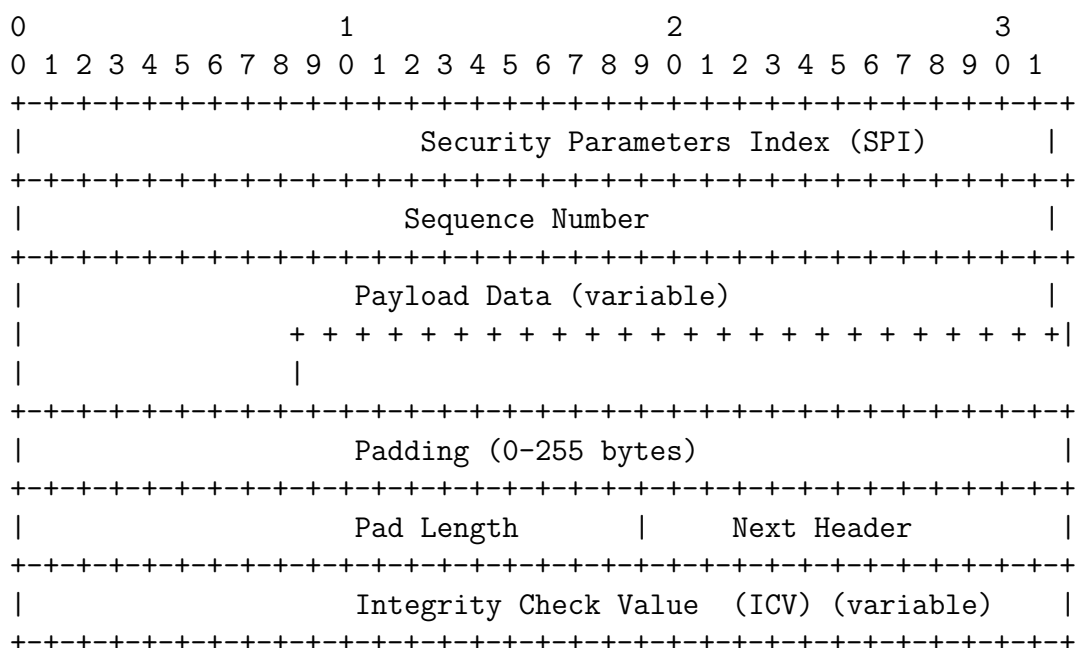 0                   1                   2                   3
0 1 2 3 4 5 6 7 8 9 0 1 2 3 4 5 6 7 8 9 0 1 2 3 4 5 6 7 8 9 0 1
+-+-+-+-+-+-+-+-+-+-+-+-+-+-+-+-+-+-+-+-+-+-+-+-+-+-+-+-+-+-+-+-+
|                        Security Parameters Index (SPI)       |
+-+-+-+-+-+-+-+-+-+-+-+-+-+-+-+-+-+-+-+-+-+-+-+-+-+-+-+-+-+-+-+-+
|                       Sequence Number                        |
+-+-+-+-+-+-+-+-+-+-+-+-+-+-+-+-+-+-+-+-+-+-+-+-+-+-+-+-+-+-+-+-+
|                    Payload Data (variable)                   |
|                + + + + + + + + + + + + + + + + + + + + + + + +|
|                |
+-+-+-+-+-+-+-+-+-+-+-+-+-+-+-+-+-+-+-+-+-+-+-+-+-+-+-+-+-+-+-+-+
|                    Padding (0-255 bytes)                      |
+-+-+-+-+-+-+-+-+-+-+-+-+-+-+-+-+-+-+-+-+-+-+-+-+-+-+-+-+-+-+-+-+
|                    Pad Length       |     Next Header         |
+-+-+-+-+-+-+-+-+-+-+-+-+-+-+-+-+-+-+-+-+-+-+-+-+-+-+-+-+-+-+-+-+
|                    Integrity Check Value  (ICV) (variable)    |
+-+-+-+-+-+-+-+-+-+-+-+-+-+-+-+-+-+-+-+-+-+-+-+-+-+-+-+-+-+-+-+-+